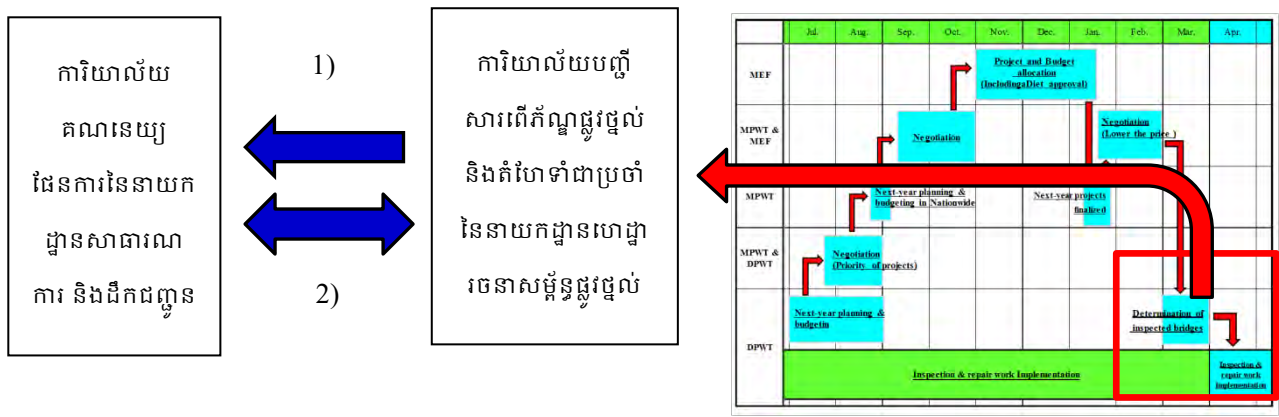 ការិយាល័យ
គណនេយ្យ
ផែនការនៃនាយក
ដ្ឋានសាធារណ
ការ និងដឹកជញ្ជូន
1)
2)
ការិយាល័យបញ្ជី
សារពើភ័ណ្ឌផ្លូវថ្នល់
និងតំហែទាំជាប្រចាំ
នៃនាយកដ្ឋានហេដ្ឋា
រចនាសម្ព័ន្ធផ្លូវថ្នល់
Jul. Aug. Sep. Oct. Nov. Dec. Jan. Feb. Mar. Apr.
MEF
Project and Budget
allocation
(IncludingaDiet approval)
MPWT &
MEF
Negotiation
Negotiation
(Lower the price )
MPWT
Next-year planning &
budgeting in Nationwide
Next-year projects
finalized
MPWT &
DPWT
Negotiation
(Priority of projects)
DPWT
Next-year planning &
budgetin
Determination of
inspected bridges
Inspection & repair work Implementation
Inspection &
repair work
Implementation